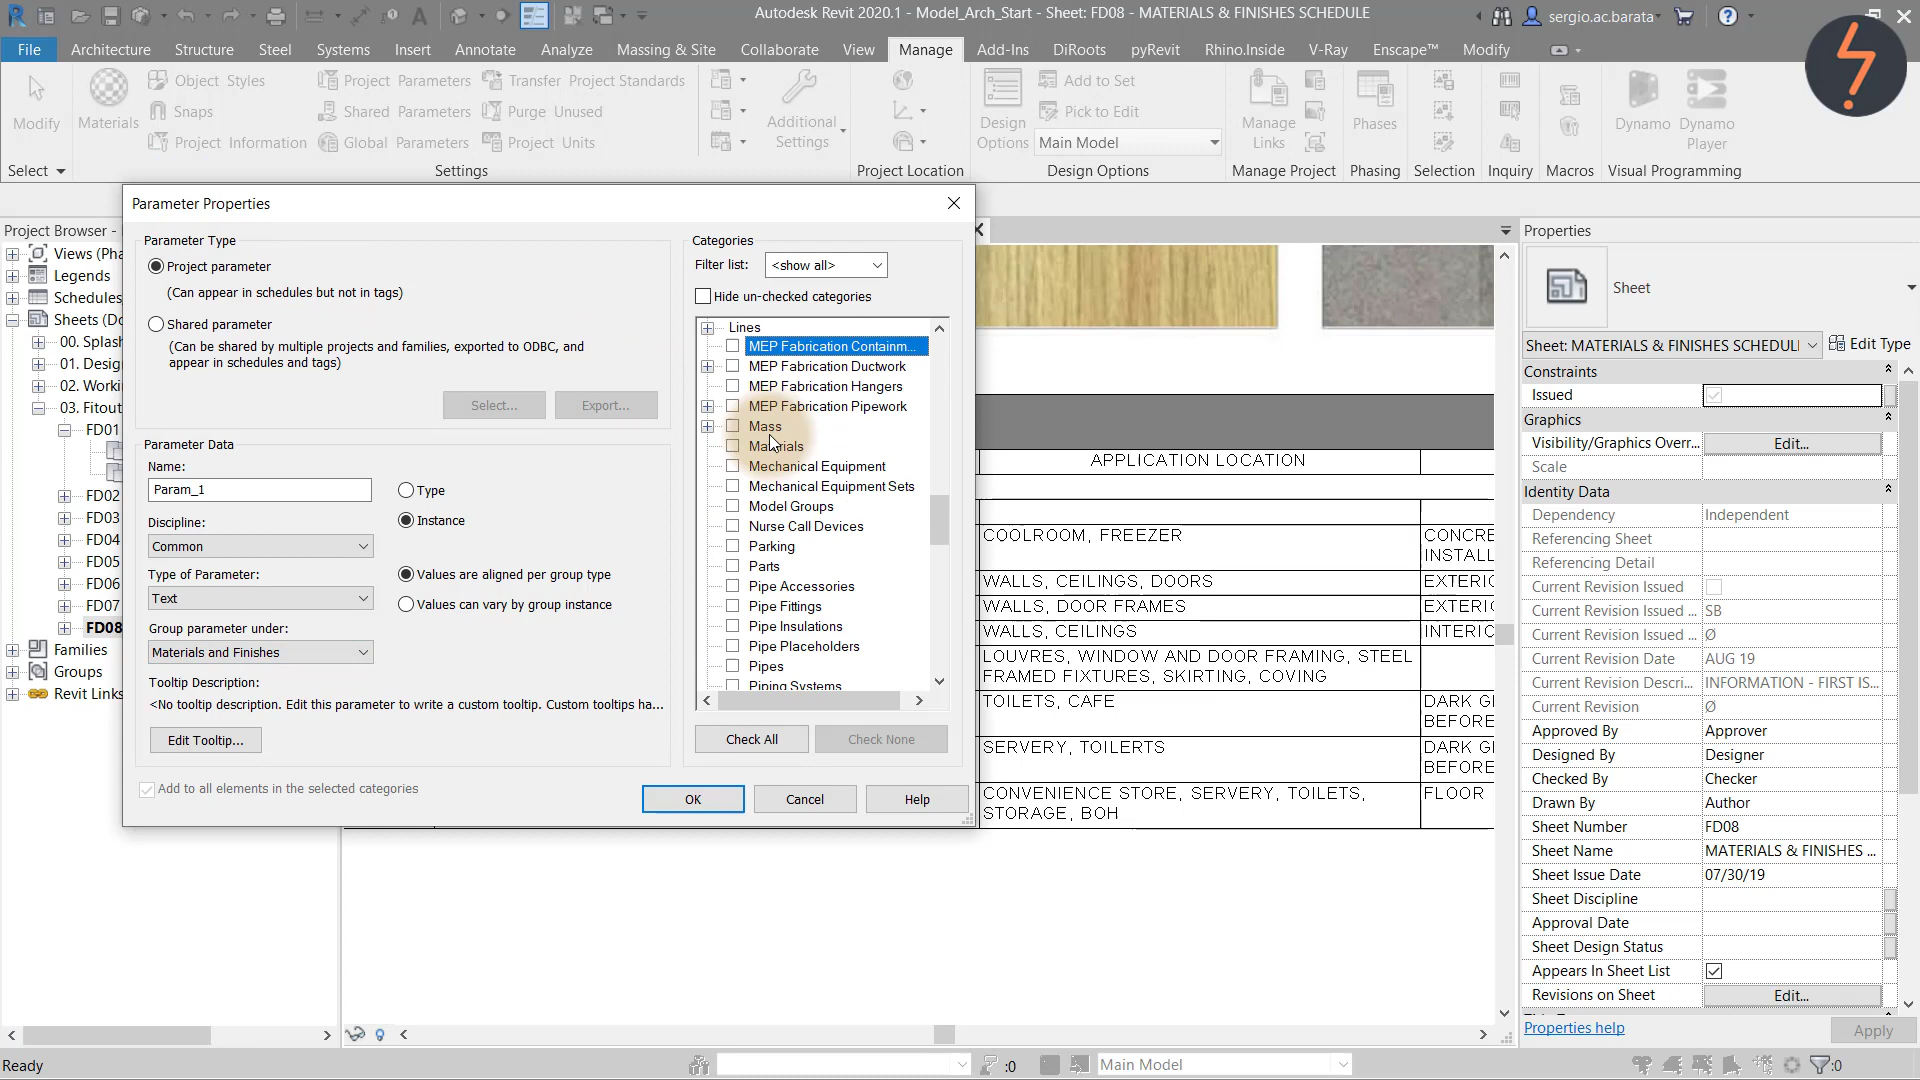 Autodesk Revit 2020.1 - Model_Arch_Start - Sheet: FD08 - MATERIALS & FINISHES SCHEDULE
sergio.ac.barata
File Architecture Structure Steel Systems Insert Annotate Analyze Massing & Site Collaborate View Manage Add-Ins DiRoots pyRevit Rhino.Inside V-Ray Enscape™ Modify
Modify
Materials
Object Styles
Snaps
Project Information
Project Parameters
Shared Parameters
Global Parameters
Transfer Project Standards
Purge Unused
Project Units
Additional
Settings
Design
Options
Add to Set
Pick to Edit
Main Model
Manage
Links
Phases
Dynamo
Dynamo
Player
Select Settings Project Location Design Options Manage Project Phasing Selection Inquiry Macros Visual Programming
Project Browser -
Views (Pha
Legends
Schedules
Sheets (Do
00. Splash
01. Desig
02. Worki
03. Fitout
FD01
FD02
FD03
FD04
FD05
FD06
FD07
FD08
Families
Groups
Revit Links
Parameter Properties
Parameter Type
Project parameter
(Can appear in schedules but not in tags)
Shared parameter
(Can be shared by multiple projects and families, exported to ODBC, and
appear in schedules and tags)
Select...
Export...
Parameter Data
Name:
Param_1
Type
Instance
Discipline:
Common
Type of Parameter:
Text
Values are aligned per group type
Values can vary by group instance
Group parameter under:
Materials and Finishes
Tooltip Description:
<No tooltip description. Edit this parameter to write a custom tooltip. Custom tooltips ha...
Edit Tooltip...
Add to all elements in the selected categories
Categories
Filter list:
<show all>
Hide un-checked categories
Lines
MEP Fabrication Containm...
MEP Fabrication Ductwork
MEP Fabrication Hangers
MEP Fabrication Pipework
Mass
Materials
Mechanical Equipment
Mechanical Equipment Sets
Model Groups
Nurse Call Devices
Parking
Parts
Pipe Accessories
Pipe Fittings
Pipe Insulations
Pipe Placeholders
Pipes
Piping Systems
Check All
Check None
OK
Cancel
Help
APPLICATION LOCATION
COOLROOM, FREEZER
CONCRE
INSTALL
WALLS, CEILINGS, DOORS
EXTERIO
WALLS, DOOR FRAMES
EXTERIO
WALLS, CEILINGS
INTERIO
LOUVRES, WINDOW AND DOOR FRAMING, STEEL
FRAMED FIXTURES, SKIRTING, COVING
TOILETS, CAFE
DARK G
BEFORE
SERVERY, TOILERTS
DARK G
BEFORE
CONVENIENCE STORE, SERVERY, TOILETS,
STORAGE, BOH
FLOOR
Properties
Sheet
Sheet: MATERIALS & FINISHES SCHEDUL
Edit Type
Constraints
Issued
Graphics
Visibility/Graphics Overr... Edit...
Scale
Identity Data
Dependency Independent
Referencing Sheet
Referencing Detail
Current Revision Issued
Current Revision Issued ... SB
Current Revision Issued ... Ø
Current Revision Date AUG 19
Current Revision Descri... INFORMATION - FIRST IS...
Current Revision Ø
Approved By Approver
Designed By Designer
Checked By Checker
Drawn By Author
Sheet Number FD08
Sheet Name MATERIALS & FINISHES ...
Sheet Issue Date 07/30/19
Sheet Discipline
Approval Date
Sheet Design Status
Appears In Sheet List
Revisions on Sheet Edit...
Properties help
Apply
Ready
:0
Main Model
:0